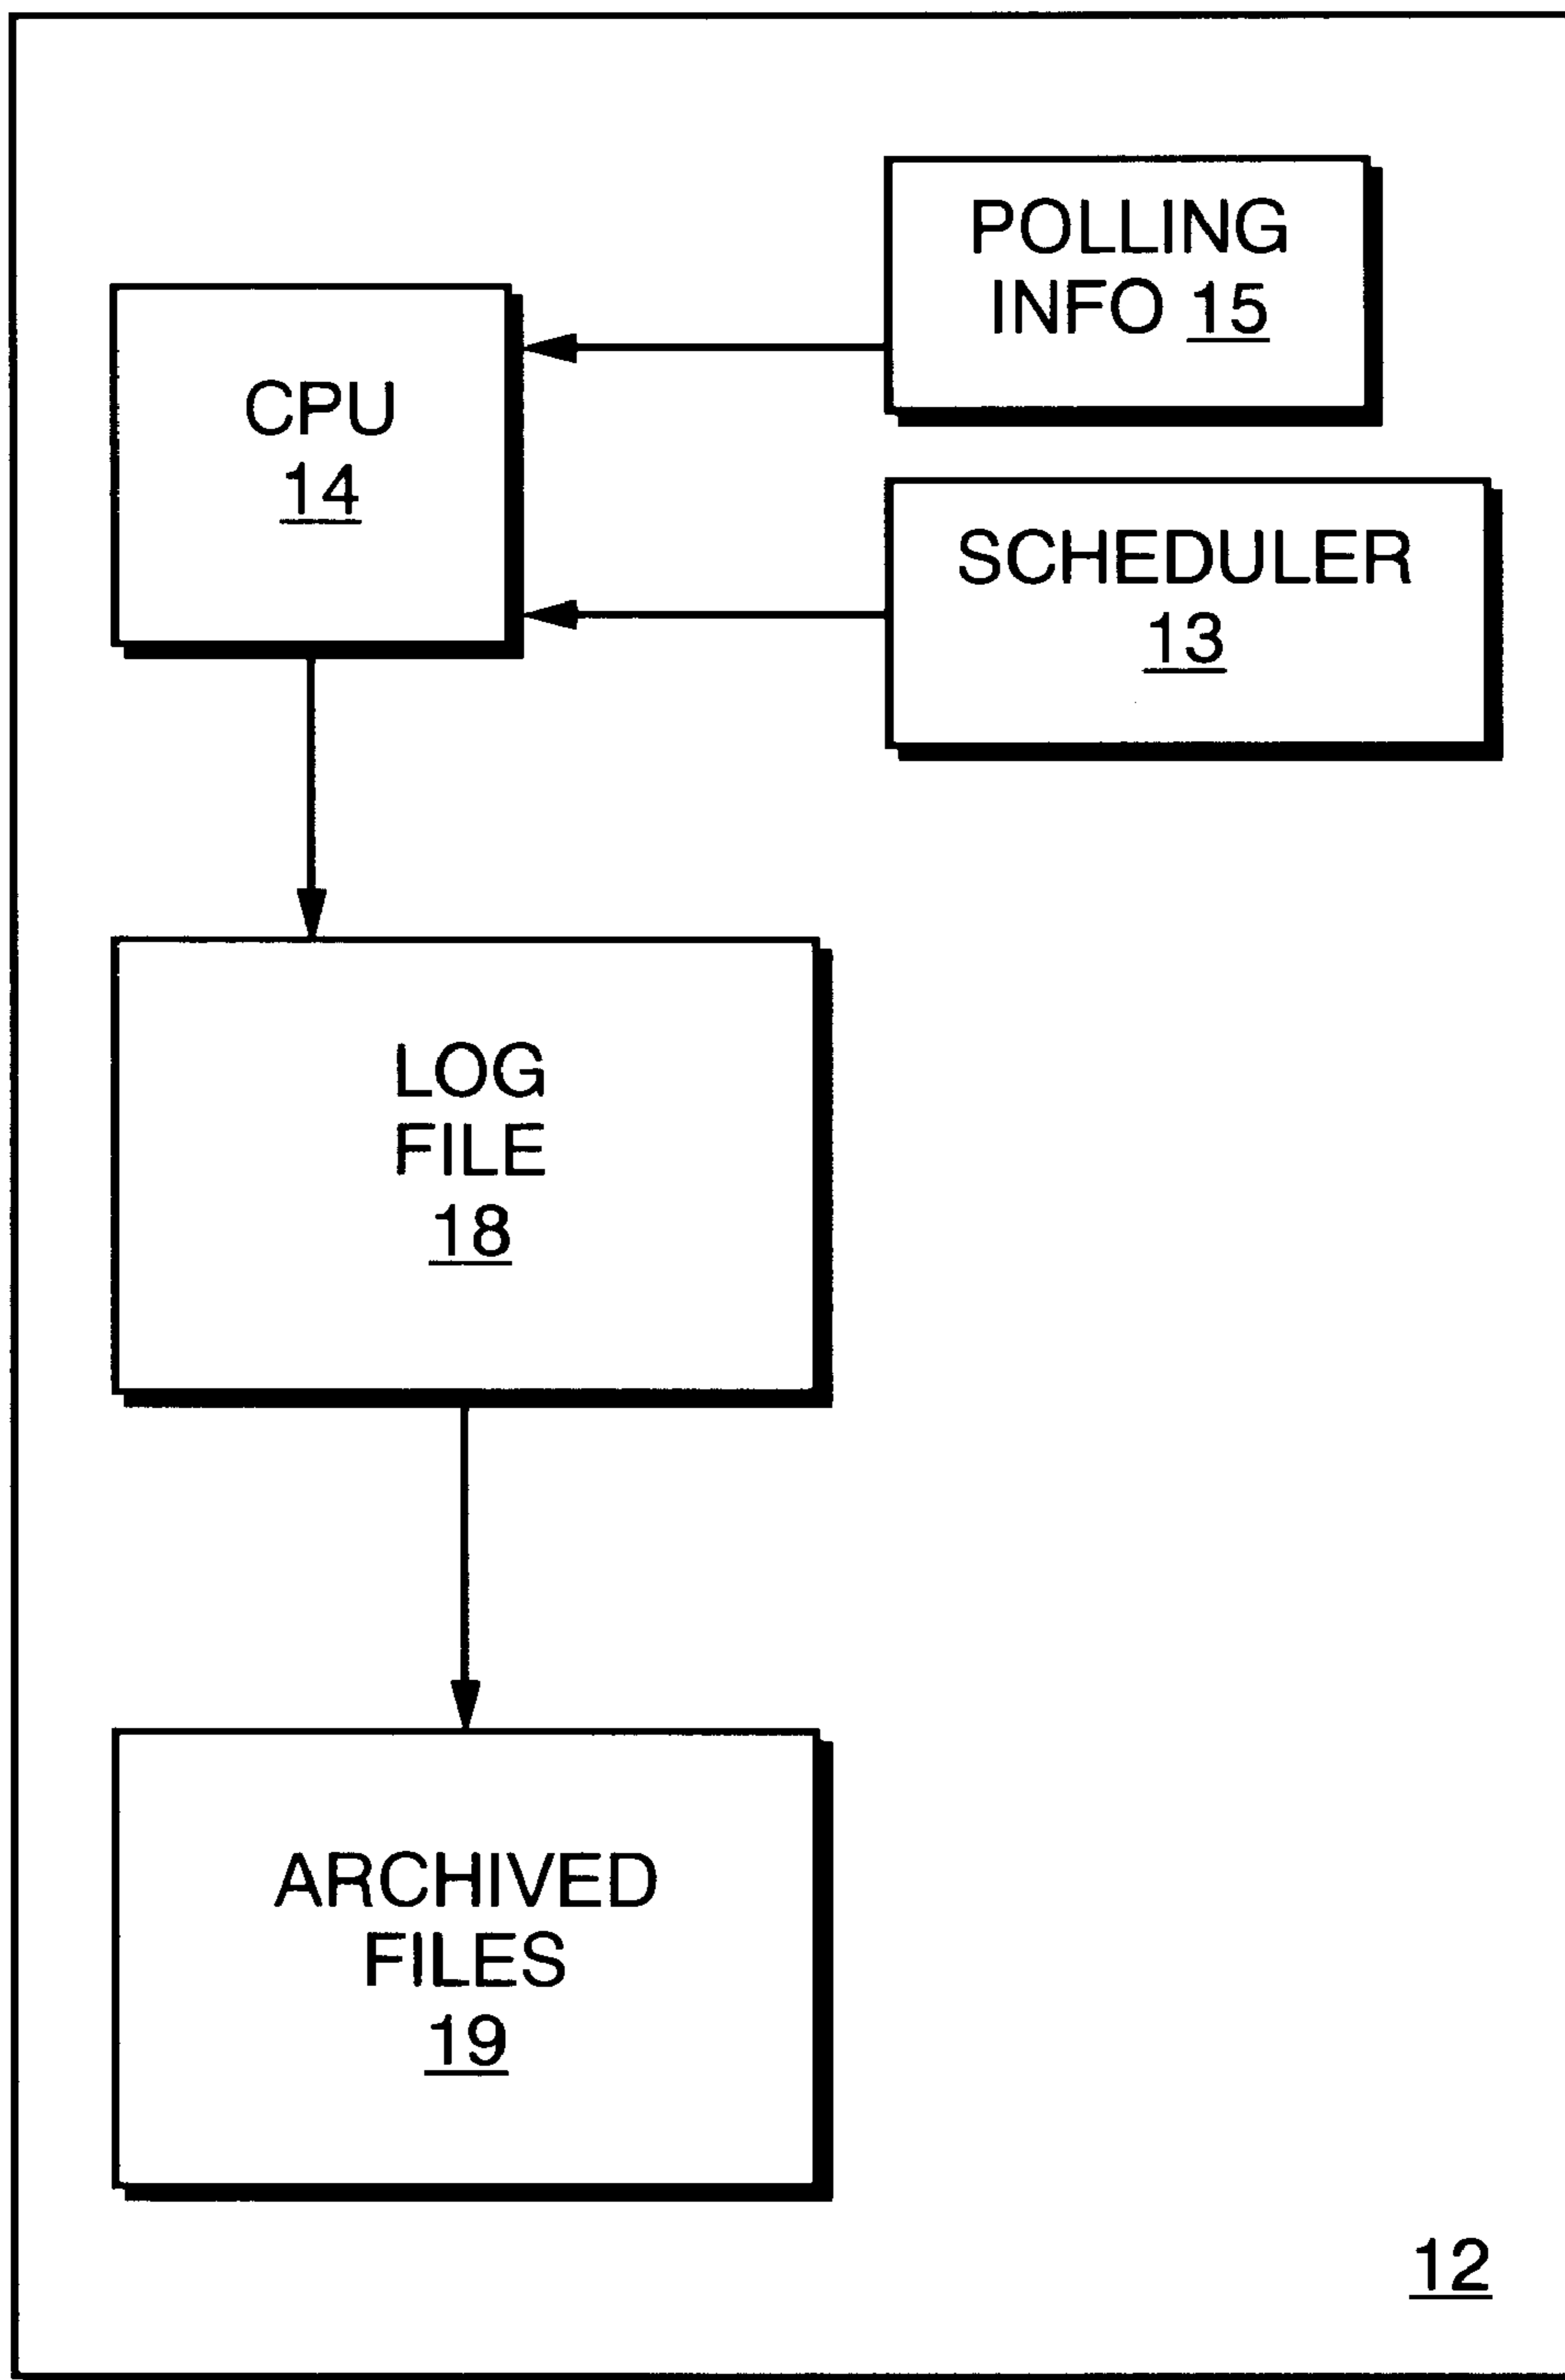 POLLING
INFO 15
CPU
14
SCHEDULER
13
LOG
FILE
18
ARCHIVED
FILES
19
12